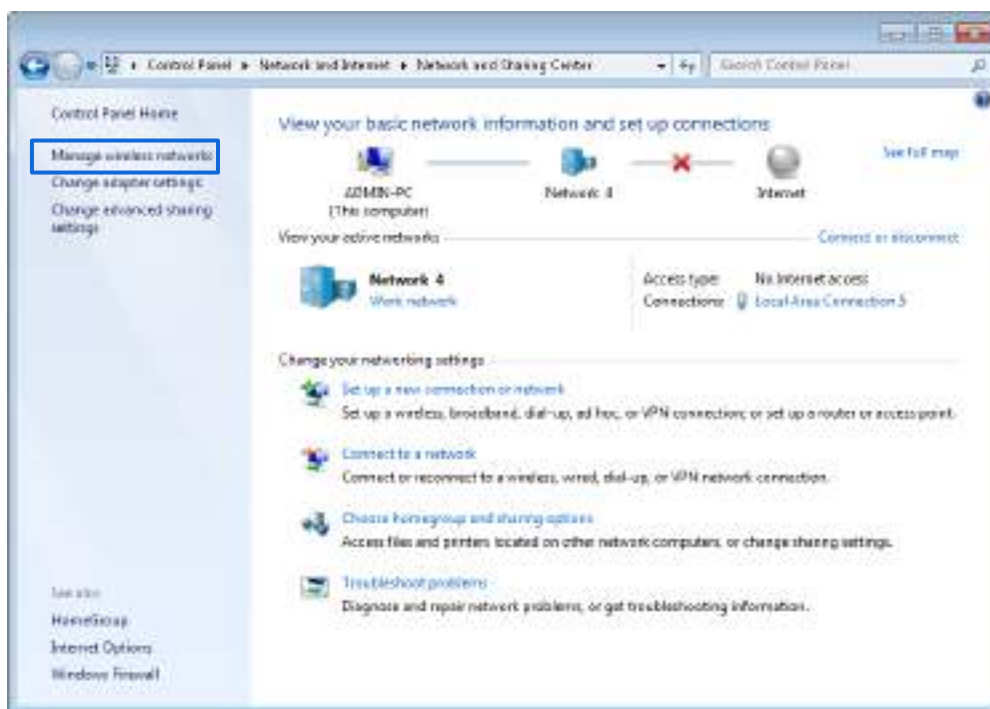 Control Panel ▸ Network and Internet ▸ Network and Sharing Center
Search Control Panel
Control Panel Home
Manage wireless networks
Change adapter settings
Change advanced sharing
settings
View your basic network information and set up connections
See full map
ADMIN-PC
(This computer)
Network 4
Internet
View your active networks
Connect or disconnect
Network 4
Work network
Access type:
No Internet access
Connections:
Local Area Connection 5
Change your networking settings
Set up a new connection or network
Set up a wireless, broadband, dial-up, ad hoc, or VPN connection; or set up a router or access point.
Connect to a network
Connect or reconnect to a wireless, wired, dial-up, or VPN network connection.
Choose homegroup and sharing options
Access files and printers located on other network computers, or change sharing settings.
Troubleshoot problems
Diagnose and repair network problems, or get troubleshooting information.
See also
HomeGroup
Internet Options
Windows Firewall